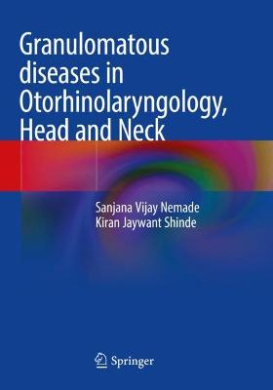 Granulomatous
diseases in
Otorhinolaryngology,
Head and Neck
Sanjana Vijay Nemade
Kiran Jaywant Shinde
Springer